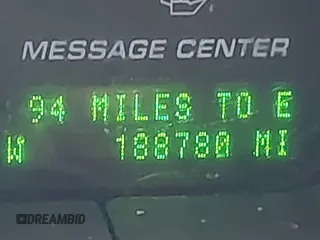 MESSAGE CENTER
94 MILES TO E
W 188780 MI
DREAMBID